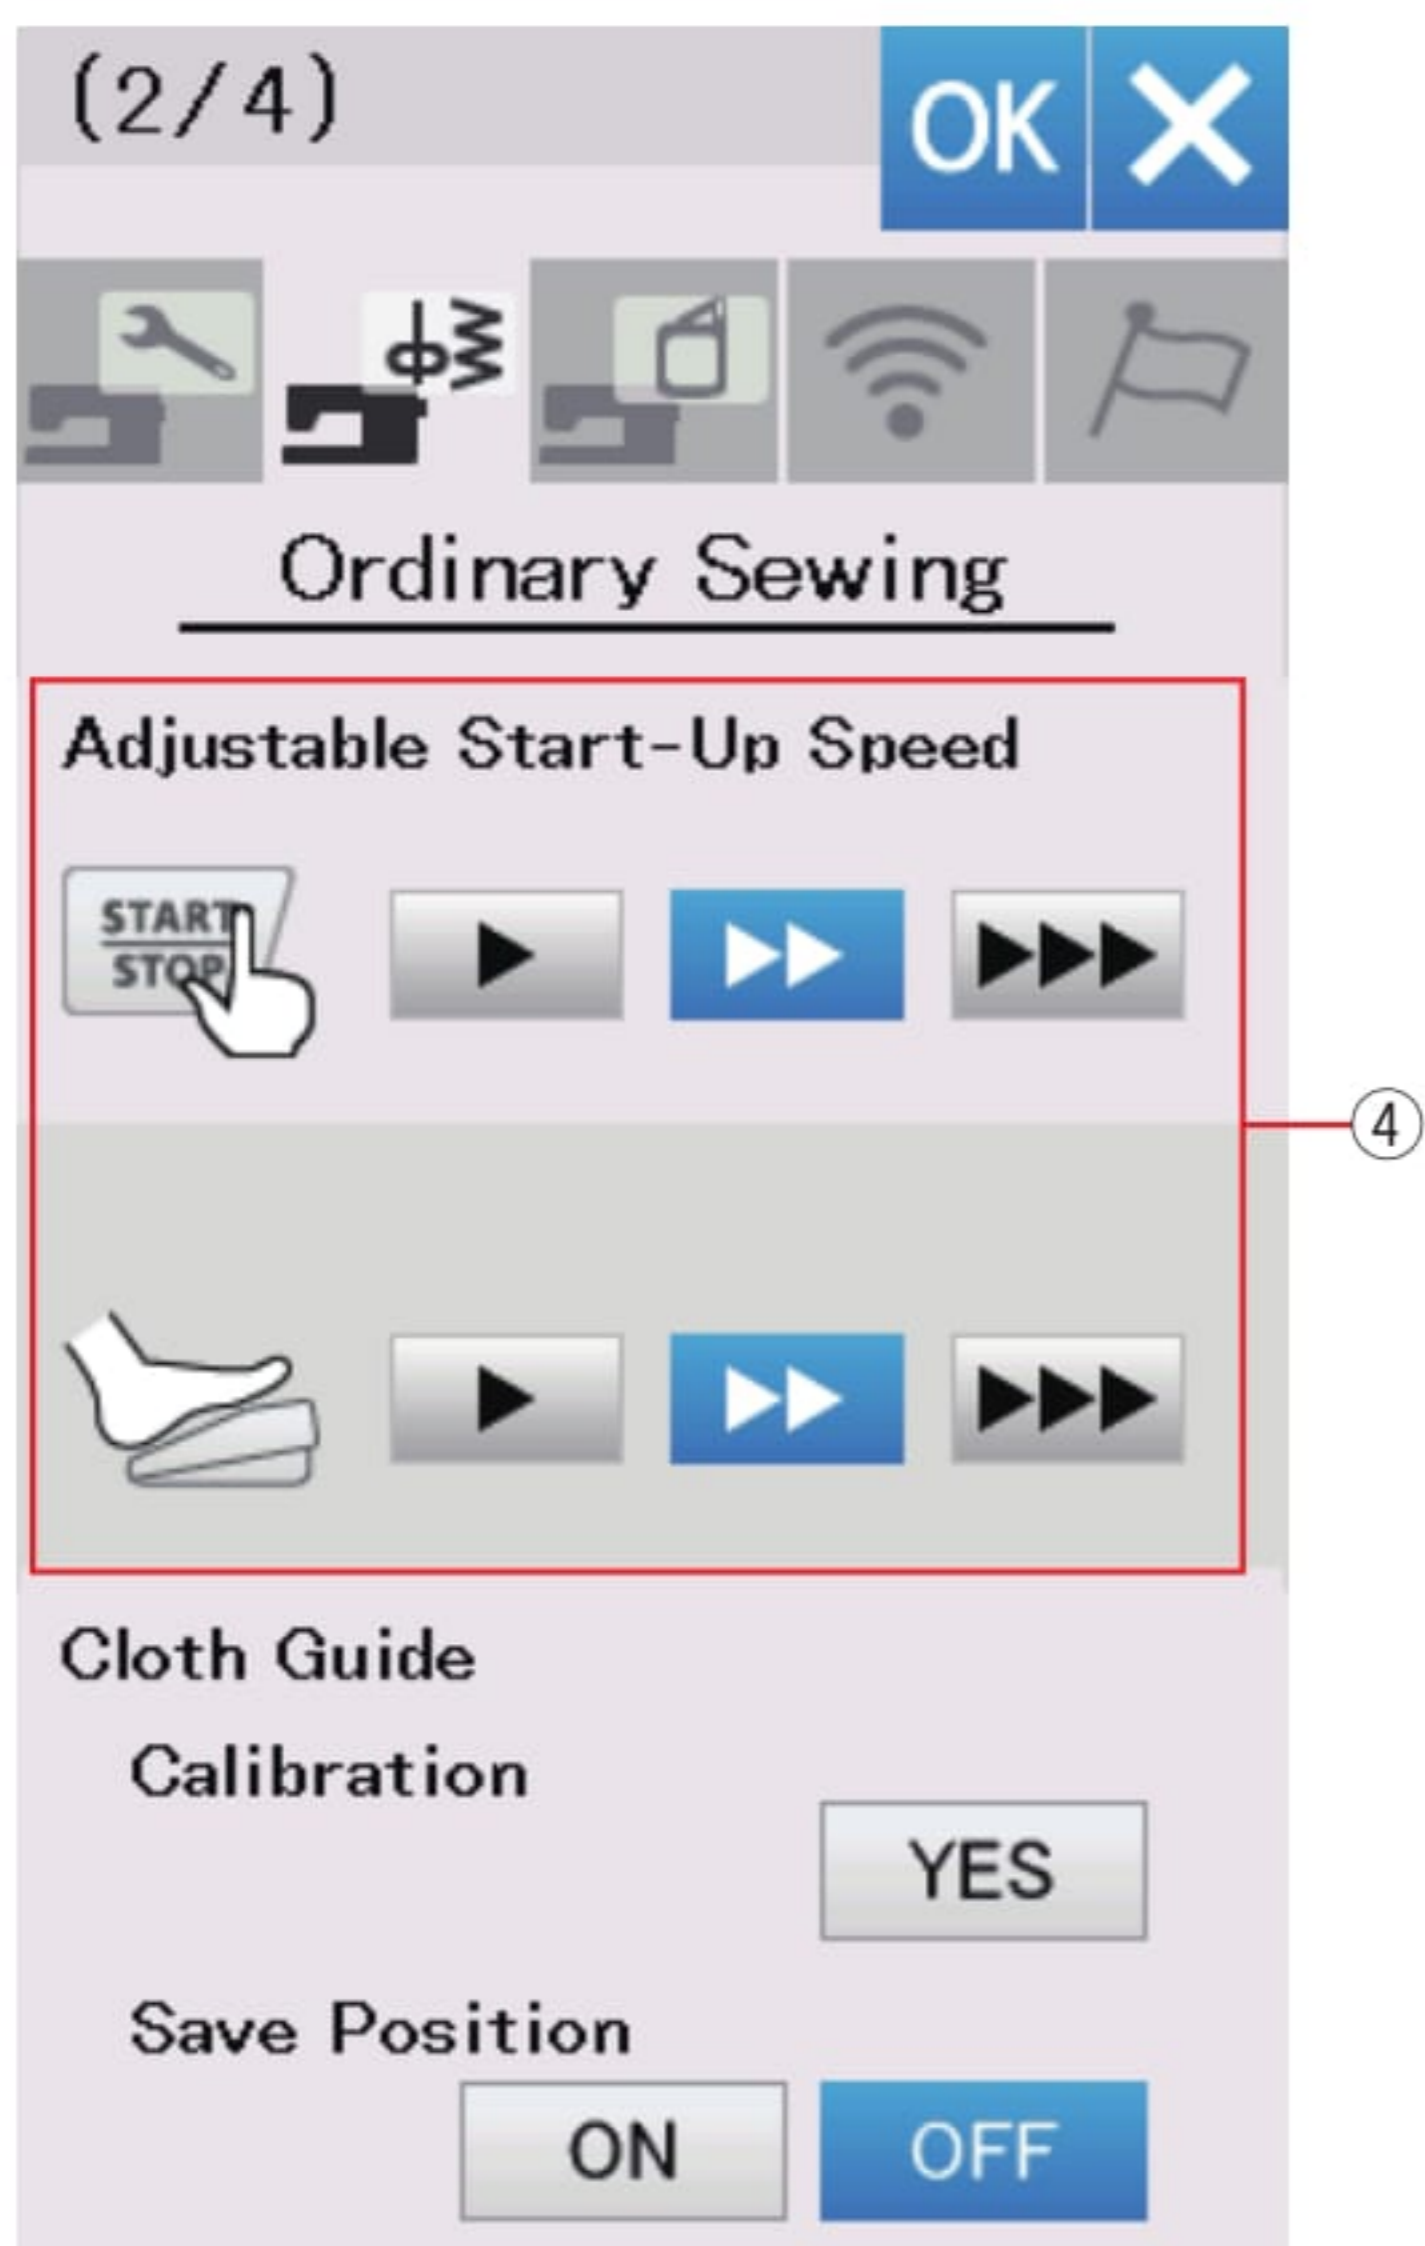 (2/4)
OK
Ordinary Sewing
Adjustable Start-Up Speed
START
STOP
④
Cloth Guide
Calibration
YES
Save Position
ON OFF